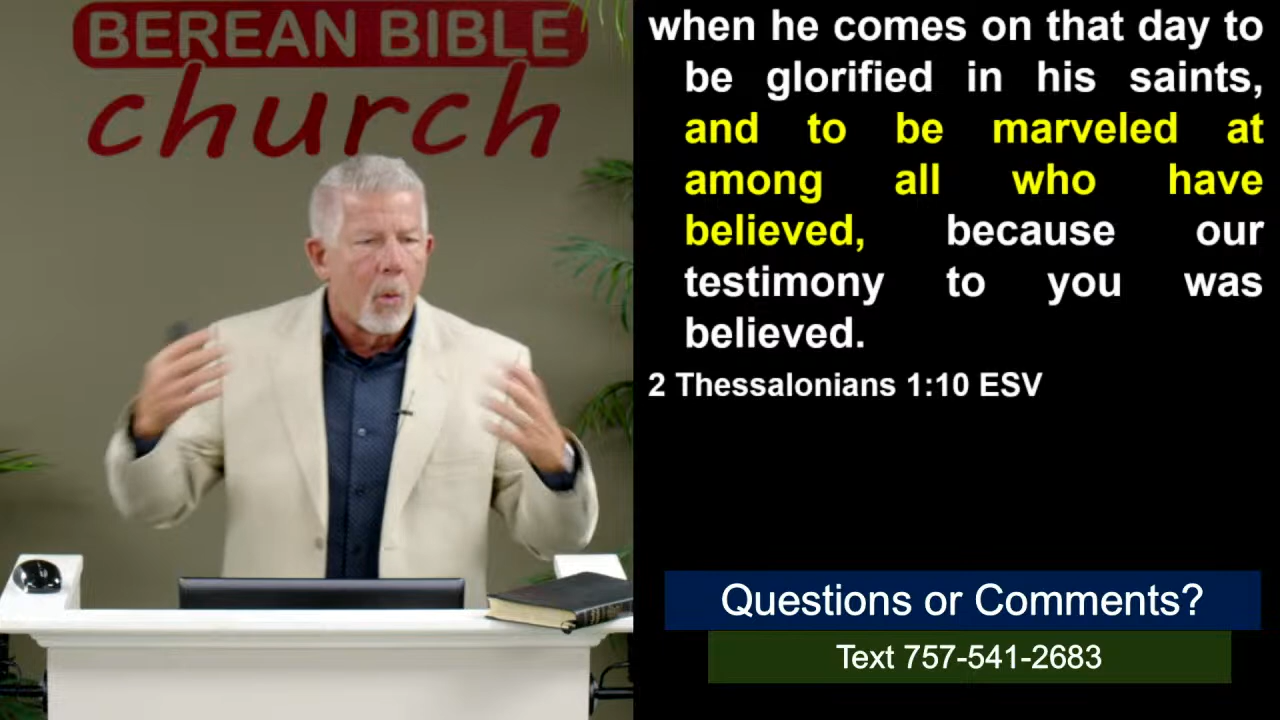 BEREAN BIBLE
church
when he comes on that day to
be glorified in his saints,
and to be marveled at
among all who have
believed, because our
testimony to you was
believed.
2 Thessalonians 1:10 ESV
Questions or Comments?
Text 757-541-2683